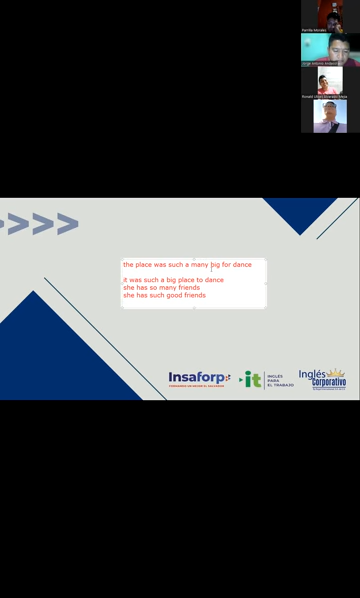 >>>>
the place was such a many big for dance
it was such a big place to dance
she has so many friends
she has such good friends
Insaforp
it
INGLÉS
PARA
EL TRABAJO
Inglés
Corporativo